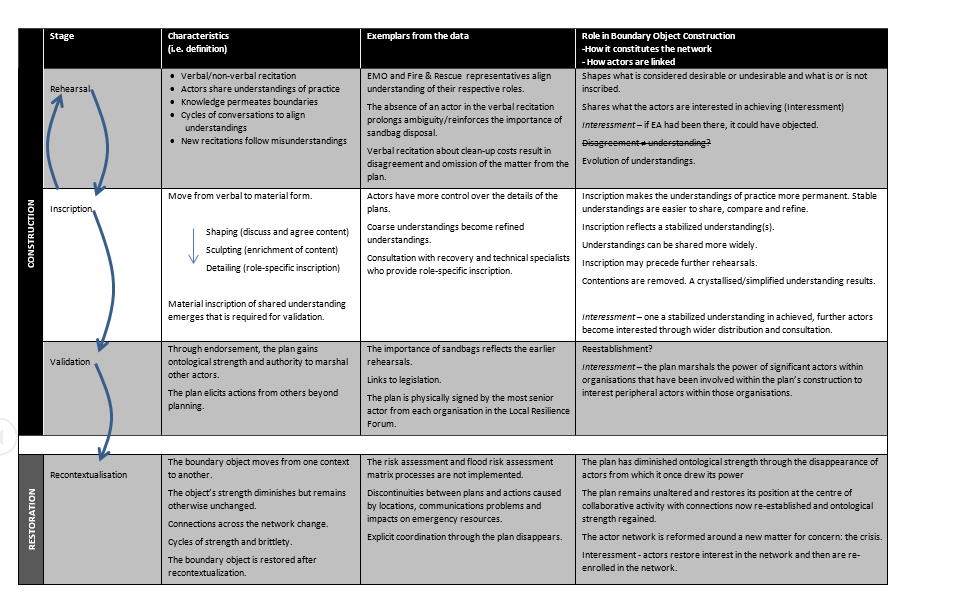 Stage
Characteristics
(i.e. definition)
Exemplars from the data
Role in Boundary Object Construction
-How it constitutes the network
- How actors are linked
CONSTRUCTION
Rehearsal
• Verbal/non-verbal recitation
• Actors share understandings of practice
• Knowledge permeates boundaries
• Cycles of conversations to align
understandings
• New recitations follow misunderstandings
EMO and Fire & Rescue representatives align
understanding of their respective roles.
The absence of an actor in the verbal recitation
prolongs ambiguity/reinforces the importance of
sandbag disposal.
Verbal recitation about clean-up costs result in
disagreement and omission of the matter from the
plan.
Shapes what is considered desirable or undesirable and what is or is not
inscribed.
Shares what the actors are interested in achieving (Interessment)
Interessment – if EA had been there, it could have objected.
Disagreement ≠ understanding?
Evolution of understandings.
Inscription
Move from verbal to material form.
Shaping (discuss and agree content)
Sculpting (enrichment of content)
Detailing (role-specific inscription)
Material inscription of shared understanding
emerges that is required for validation.
Actors have more control over the details of the
plans.
Coarse understandings become refined
understandings.
Consultation with recovery and technical specialists
who provide role-specific inscription.
Inscription makes the understandings of practice more permanent. Stable
understandings are easier to share, compare and refine.
Inscription reflects a stabilized understanding(s).
Understandings can be shared more widely.
Inscription may precede further rehearsals.
Contentions are removed. A crystallised/simplified understanding results.
Interessment – one a stabilized understanding in achieved, further actors
become interested through wider distribution and consultation.
Validation
Through endorsement, the plan gains
ontological strength and authority to marshal
other actors.
The plan elicits actions from others beyond
planning.
The importance of sandbags reflects the earlier
rehearsals.
Links to legislation.
The plan is physically signed by the most senior
actor from each organisation in the Local Resilience
Forum.
Reestablishment?
Interessment – the plan marshals the power of significant actors within
organisations that have been involved within the plan's construction to
interest peripheral actors within those organisations.
RESTORATION
Recontextualisation
The boundary object moves from one context
to another.
The object's strength diminishes but remains
otherwise unchanged.
Connections across the network change.
Cycles of strength and brittlety.
The boundary object is restored after
recontextualization.
The risk assessment and flood risk assessment
matrix processes are not implemented.
Discontinuities between plans and actions caused
by locations, communications problems and
impacts on emergency resources.
Explicit coordination through the plan disappears.
The plan has diminished ontological strength through the disappearance of
actors from which it once drew its power
The plan remains unaltered and restores its position at the centre of
collaborative activity with connections now re-established and ontological
strength regained.
The actor network is reformed around a new matter for concern: the crisis.
Interessment - actors restore interest in the network and then are re-
enrolled in the network.